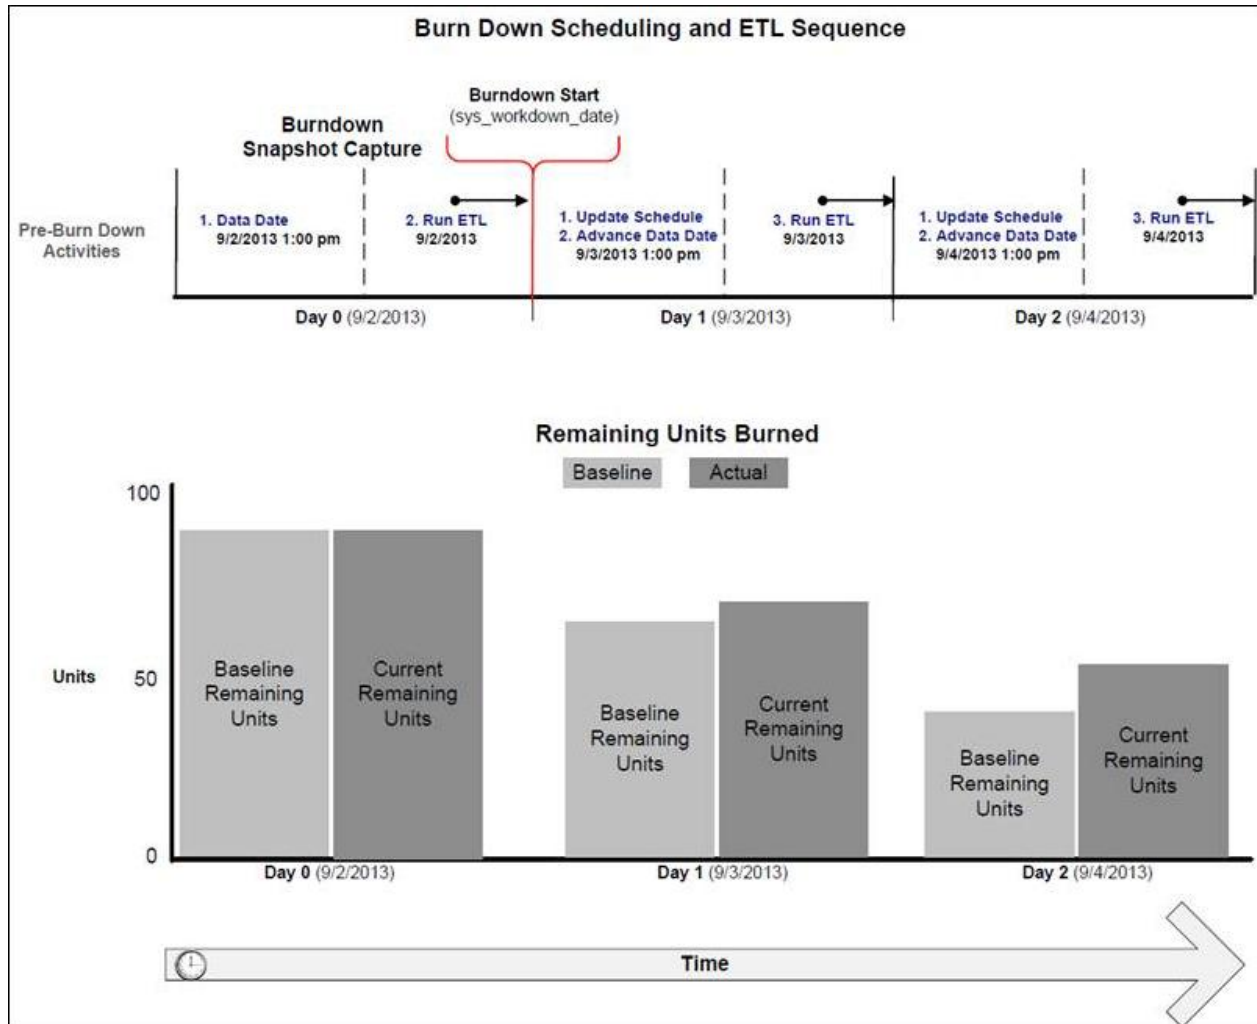 Burn Down Scheduling and ETL Sequence
Burndown Start
(sys_workdown_date)
Burndown
Snapshot Capture
Pre-Burn Down
Activities
1. Data Date
9/2/2013 1:00 pm
2. Run ETL
9/2/2013
1. Update Schedule
2. Advance Data Date
9/3/2013 1:00 pm
3. Run ETL
9/3/2013
1. Update Schedule
2. Advance Data Date
9/4/2013 1:00 pm
3. Run ETL
9/4/2013
Day 0 (9/2/2013)
Day 1 (9/3/2013)
Day 2 (9/4/2013)
Remaining Units Burned
Baseline
Actual
100
Units
50
0
Baseline
Remaining
Units
Current
Remaining
Units
Baseline
Remaining
Units
Current
Remaining
Units
Baseline
Remaining
Units
Current
Remaining
Units
Day 0 (9/2/2013)
Day 1 (9/3/2013)
Day 2 (9/4/2013)
Time